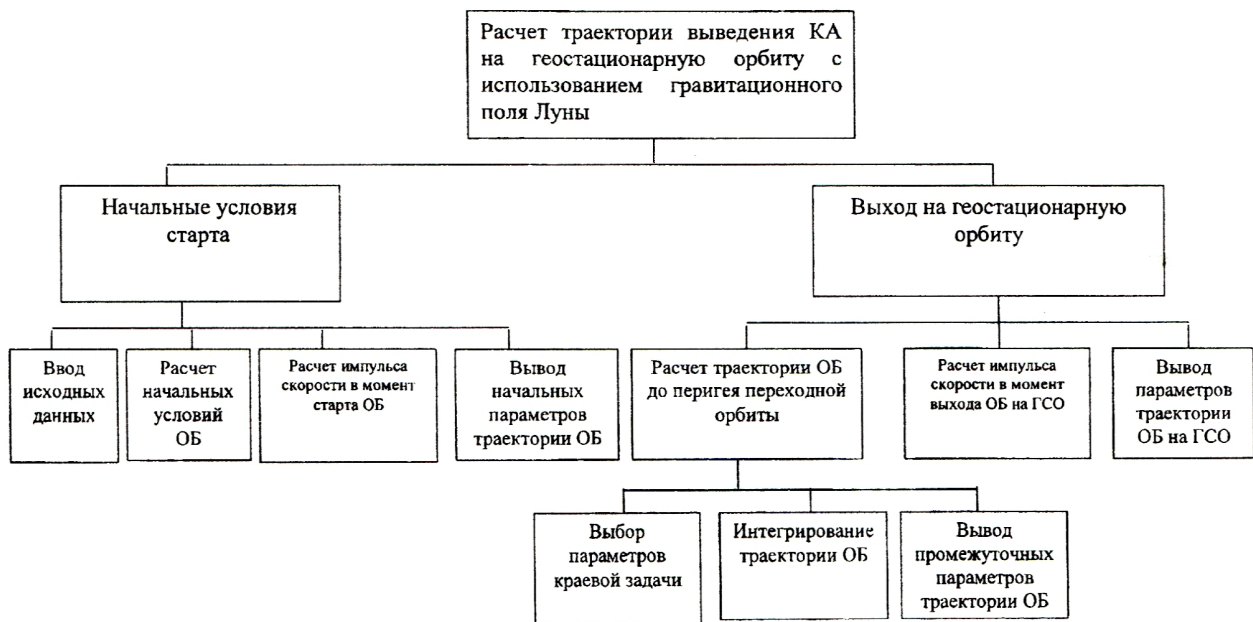 Расчет траектории выведения КА
на геостационарную орбиту с
использованием гравитационного
поля Луны
Начальные условия
старта
Выход на геостационарную
орбиту
Ввод
исходных
данных
Расчет
начальных
условий
ОБ
Расчет импульса
скорости в момент
старта ОБ
Вывод
начальных
параметров
траектории ОБ
Расчет траектории ОБ
до перигея переходной
орбиты
Расчет импульса
скорости в момент
выхода ОБ на ГСО
Вывод
параметров
траектории
ОБ на ГСО
Выбор
параметров
краевой задачи
Интегрирование
траектории ОБ
Вывод
промежуточных
параметров
траектории ОБ